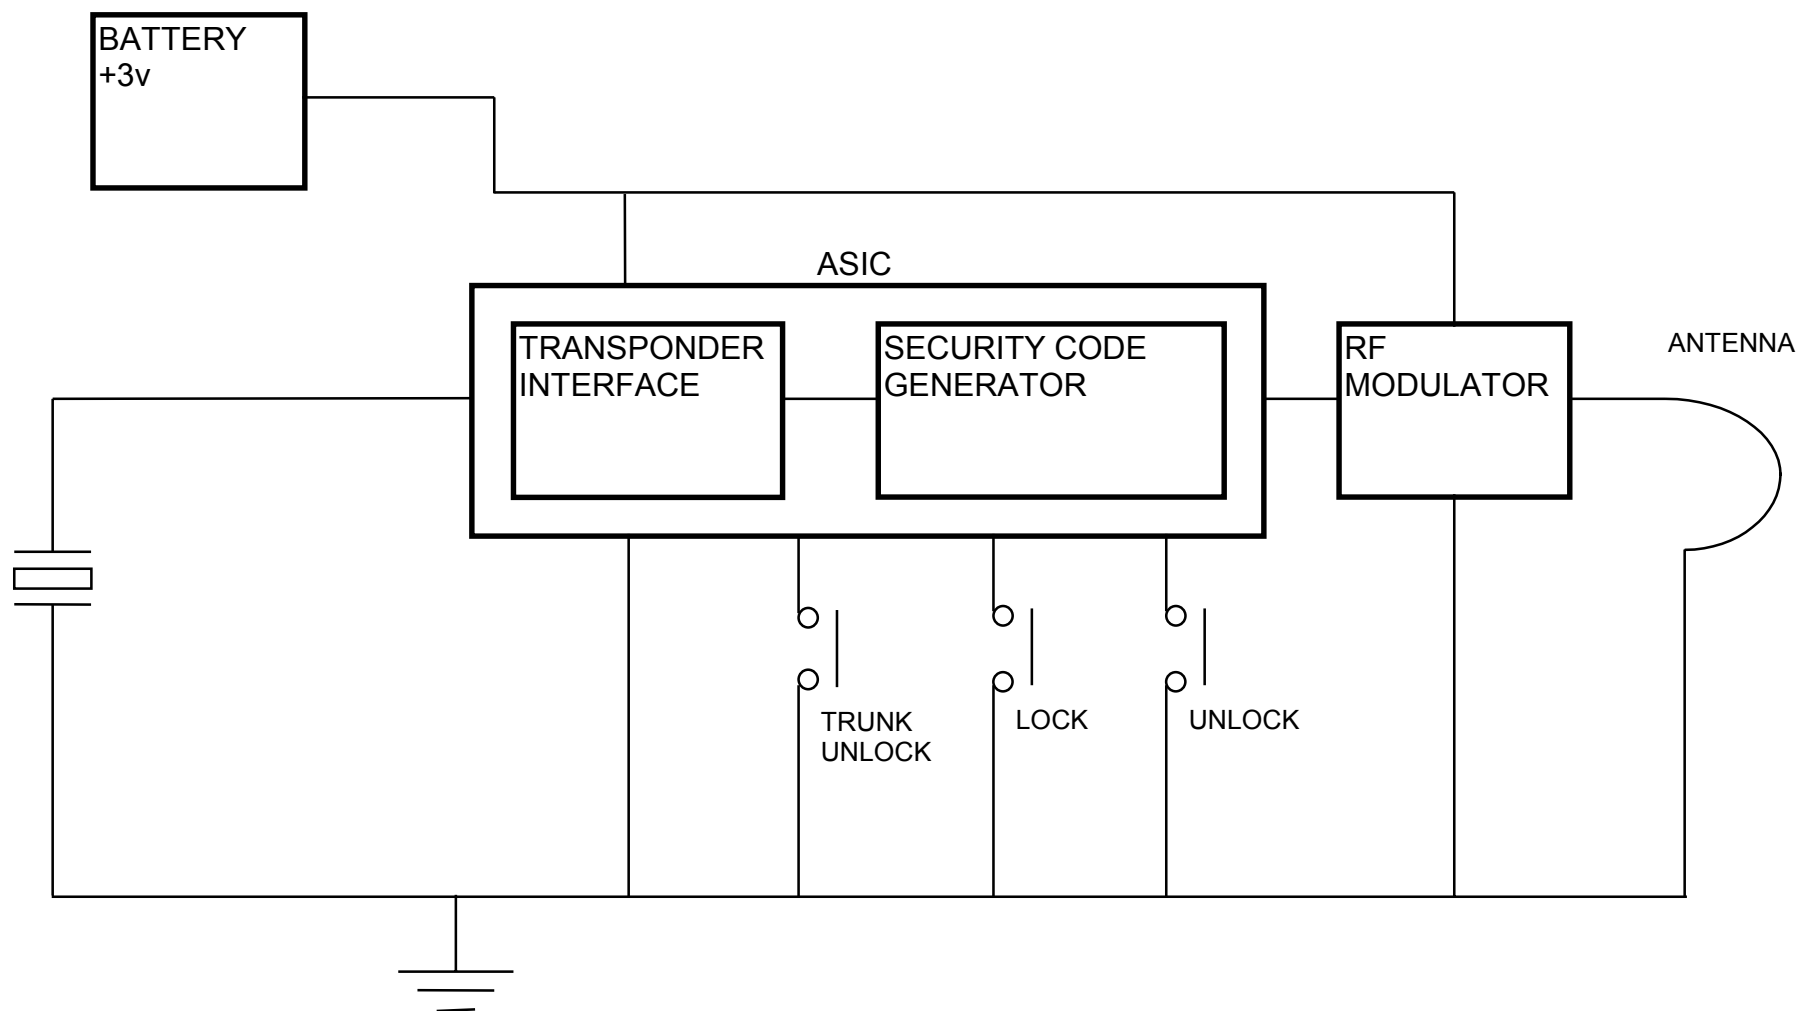 BATTERY
+3v
ASIC
TRANSPONDER
INTERFACE
SECURITY CODE
GENERATOR
RF
MODULATOR
ANTENNA
TRUNK
UNLOCK
LOCK
UNLOCK